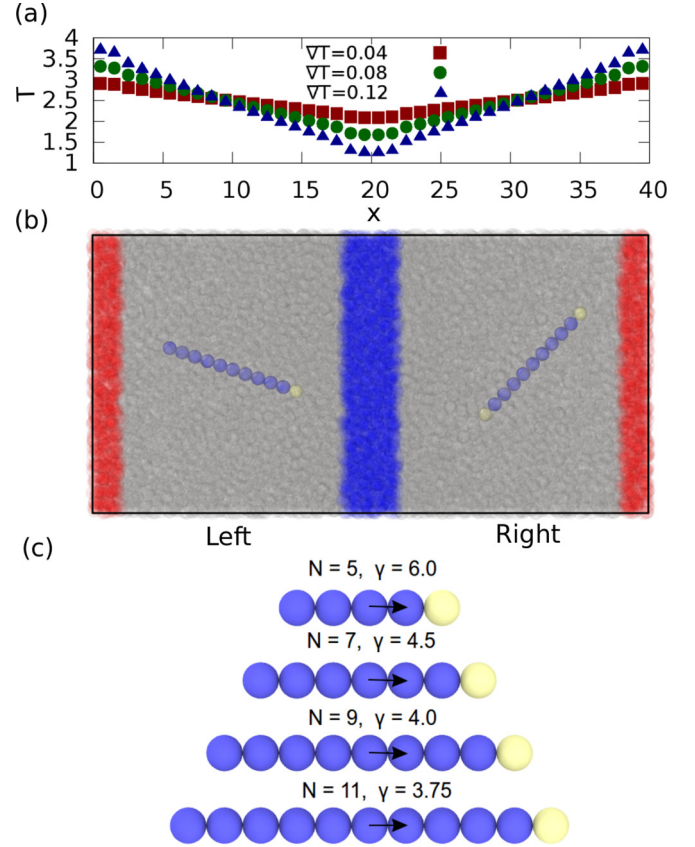 (a)
4
3.5
3
2.5
2
1.5
1
T
∇T=0.04
∇T=0.08
∇T=0.12
0 5 10 15 20 25 30 35 40
x
(b)
Left Right
(c)
N = 5, γ = 6.0
N = 7, γ = 4.5
N = 9, γ = 4.0
N = 11, γ = 3.75